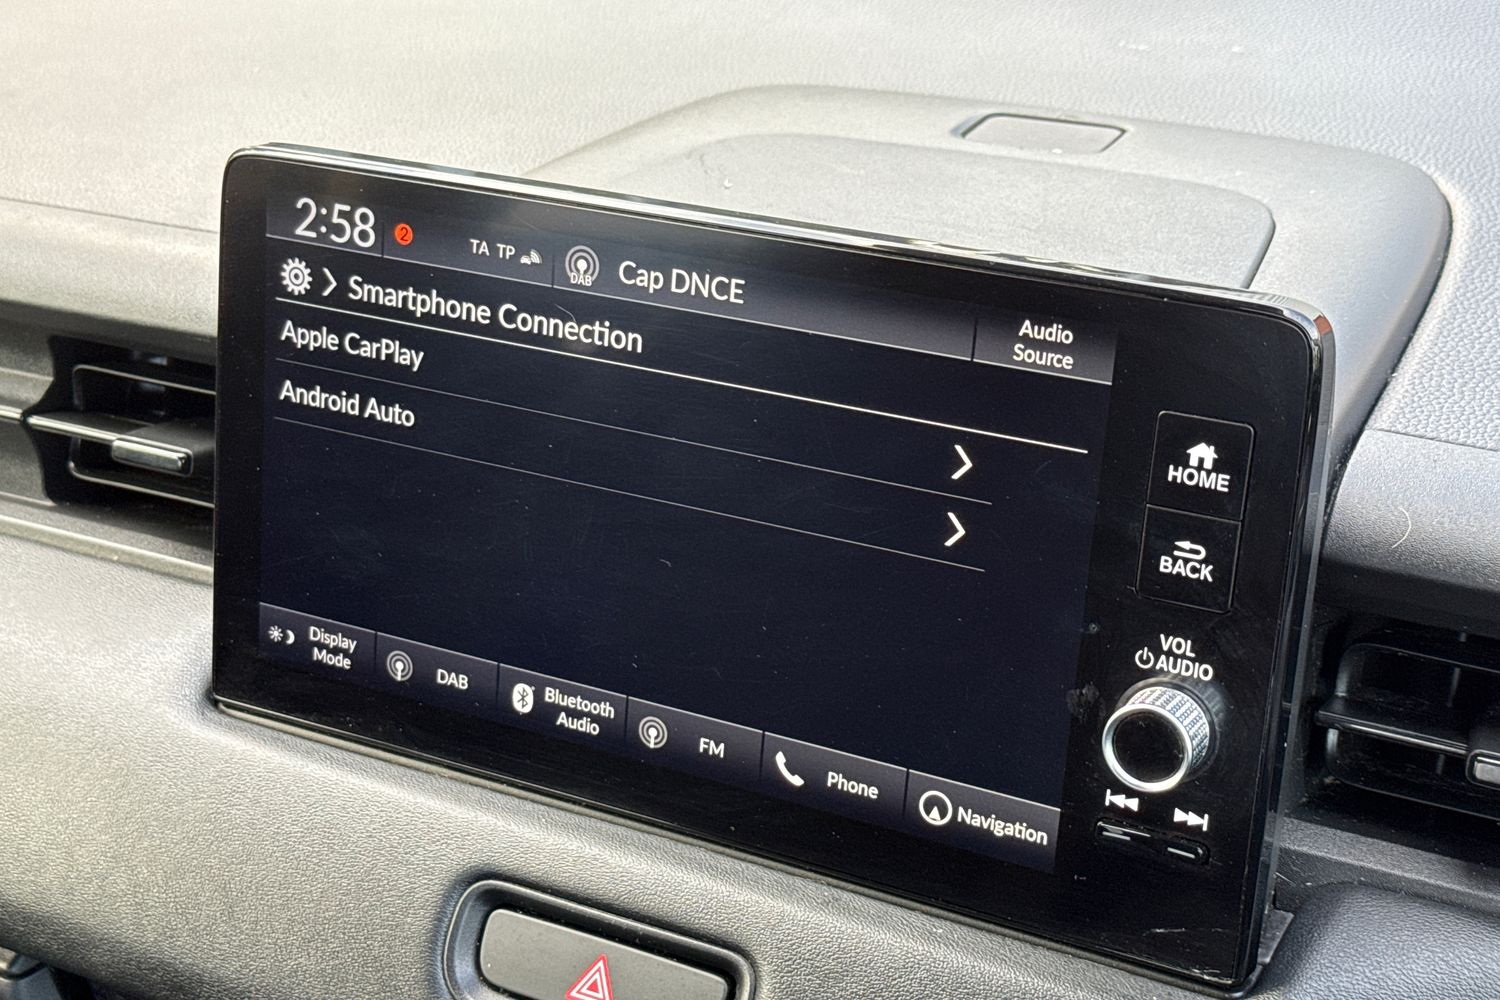 2:58
2
TA TP
DAB
Cap DNCE
Audio
Source
Smartphone Connection
Apple CarPlay
Android Auto
HOME
BACK
VOL
AUDIO
Display
Mode
DAB
Bluetooth
Audio
FM
Phone
Navigation